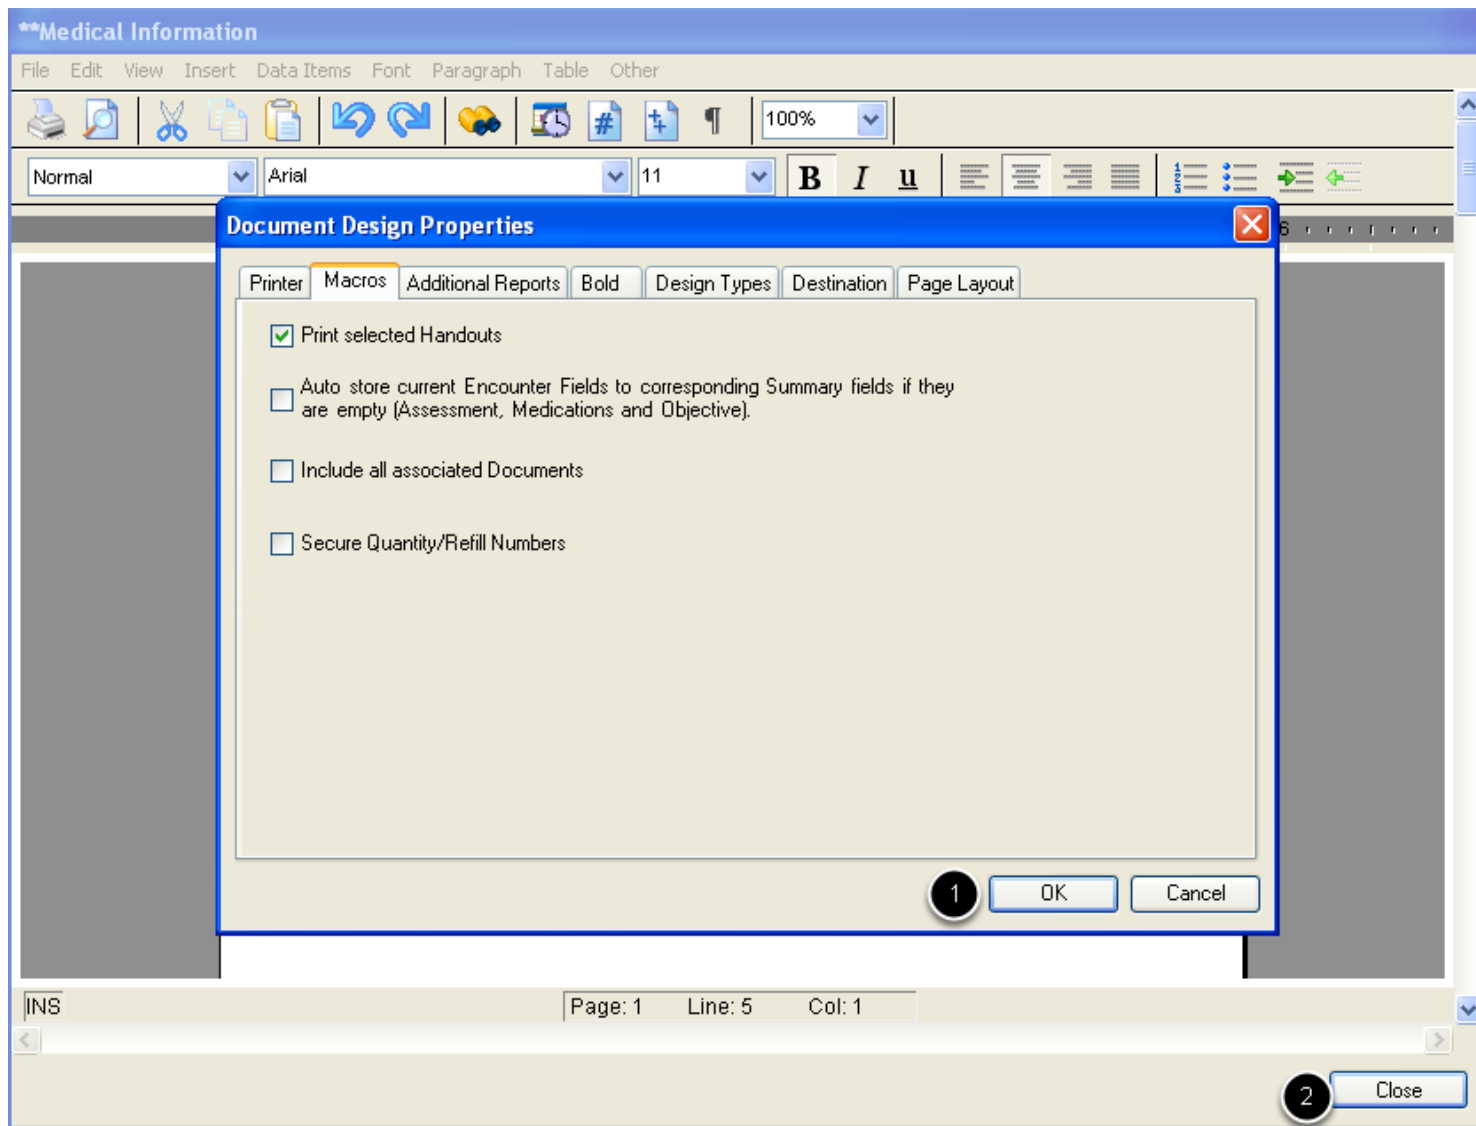 **Medical Information
File Edit View Insert Data Items Font Paragraph Table Other
# ¶ 100%
Normal Arial 11 B I u
Document Design Properties
6
Printer Macros Additional Reports Bold Design Types Destination Page Layout
Print selected Handouts
Auto store current Encounter Fields to corresponding Summary fields if they
are empty (Assessment, Medications and Objective).
Include all associated Documents
Secure Quantity/Refill Numbers
1 OK Cancel
INS Page: 1 Line: 5 Col: 1
2 Close